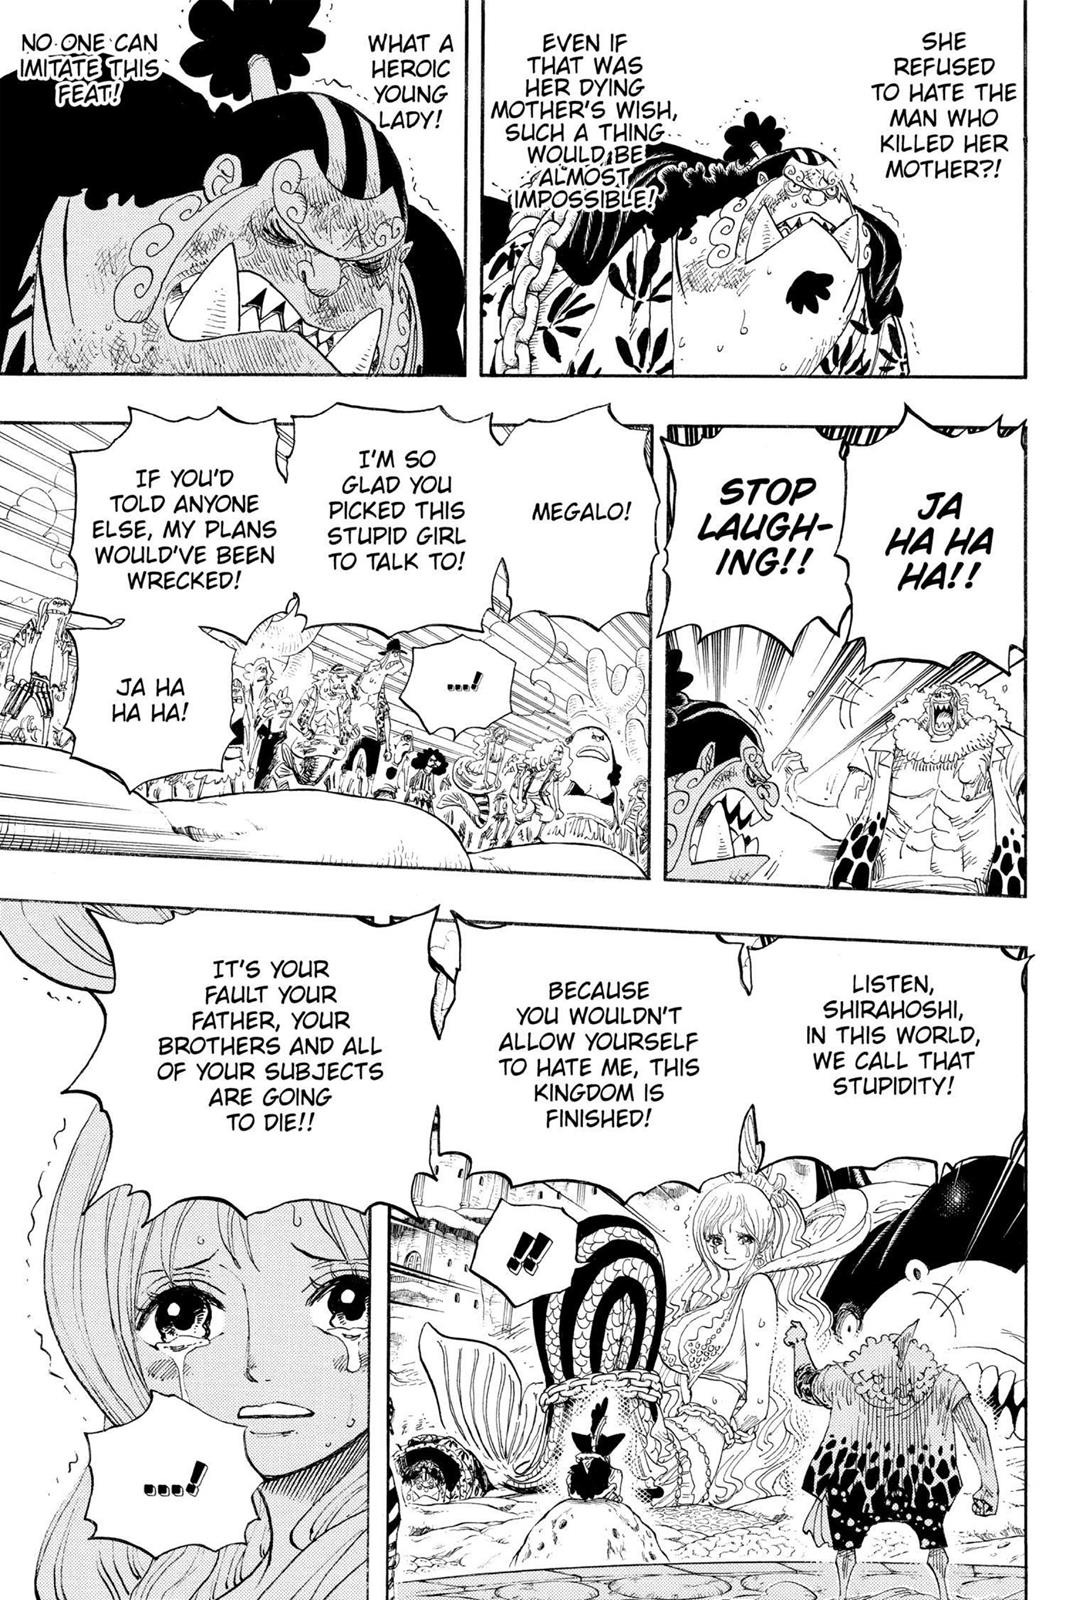 SHE
REFUSED
TO HATE THE
MAN WHO
KILLED HER
MOTHER?!
EVEN IF
THAT WAS
HER DYING
MOTHER'S WISH,
SUCH A THING
WOULD BE
ALMOST
IMPOSSIBLE!
WHAT A
HEROIC
YOUNG
LADY!
NO ONE CAN
IMITATE THIS
FEAT!
JA
HA HA
HA!!
STOP
LAUGH-
ING!!
MEGALO!
I'M SO
GLAD YOU
PICKED THIS
STUPID GIRL
TO TALK TO!
....!
IF YOU'D
TOLD ANYONE
ELSE, MY PLANS
WOULD'VE BEEN
WRECKED!
JA HA
HA HA!
LISTEN,
SHIRAHOSHI,
IN THIS WORLD,
WE CALL THAT
STUPIDITY!
BECAUSE
YOU WOULDN'T
ALLOW YOURSELF
TO HATE ME, THIS
KINGDOM IS
FINISHED!
!!
IT'S YOUR
FAULT YOUR
FATHER, YOUR
BROTHERS AND ALL
OF YOUR SUBJECTS
ARE GOING
TO DIE!!
....!